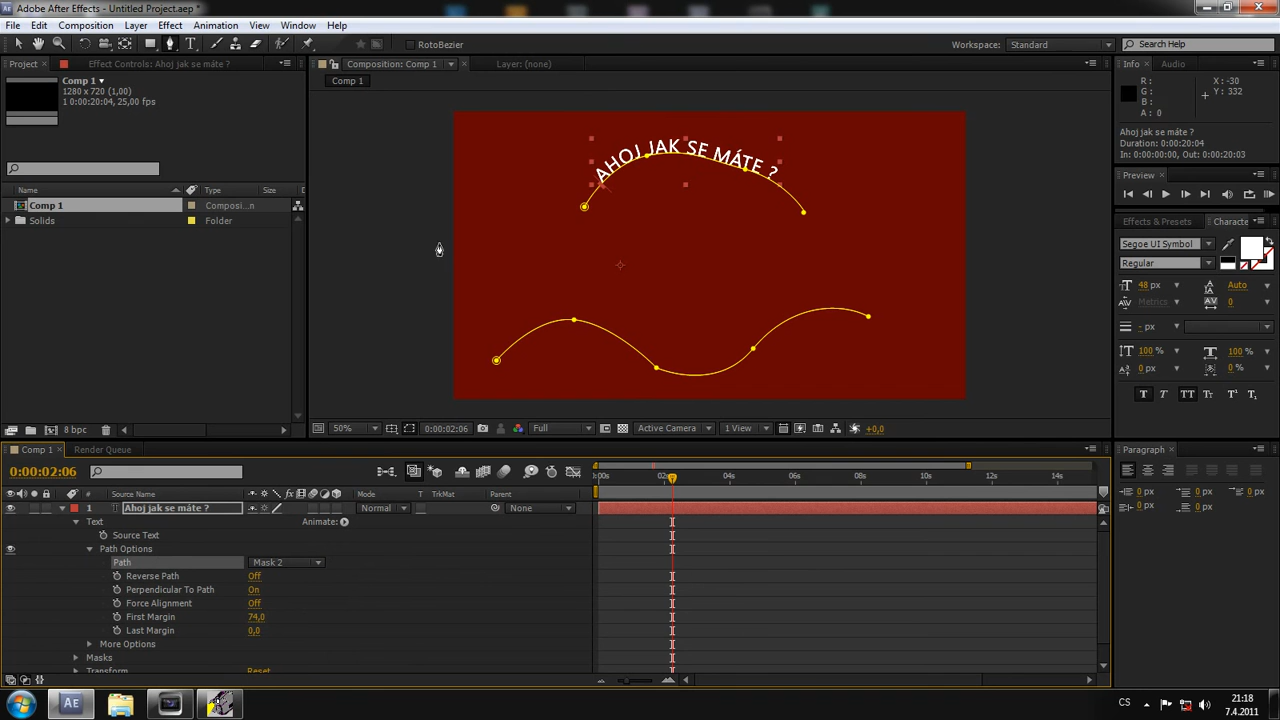 Adobe After Effects - Untitled Project.aep *
File Edit Composition Layer Effect Animation View Window Help
RotoBezier
Workspace: Standard
Search Help
Project
Effect Controls: Ahoj jak se máte ?
Composition: Comp 1
Layer: (none)
Info
Audio
Comp 1
1280 x 720 (1,00)
Δ 0:00:20:04, 25,00 fps
Comp 1
R :
G :
B :
A : 0
X : -30
Y : 332
Ahoj jak se máte ?
Duration: 0:00:20:04
In: 0:00:00:00, Out: 0:00:20:03
Name Type Size
Comp 1 Composi...n
Solids Folder
AHOJ JAK SE MÁTE ?
Preview
Effects & Presets
Characte
Segoe UI Symbol
Regular
48 px
Auto
Metrics
0
- px
100 %
100 %
0 px
0 %
8 bpc
50%
0:00:02:06
Full
Active Camera
1 View
+0,0
Comp 1
Render Queue
Paragraph
0:00:02:06
0 px 0 px 0 px
0 px 0 px
:00s 02s 04s 06s 08s 10s 12s 14s
# Source Name Mode T TrkMat Parent
1 T Ahoj jak se máte ? Normal None
Text Animate:
Source Text
Path Options
Path Mask 2
Reverse Path Off
Perpendicular To Path On
Force Alignment Off
First Margin 74,0
Last Margin 0,0
More Options
Masks
Transform Reset
CS
21:18
7.4.2011